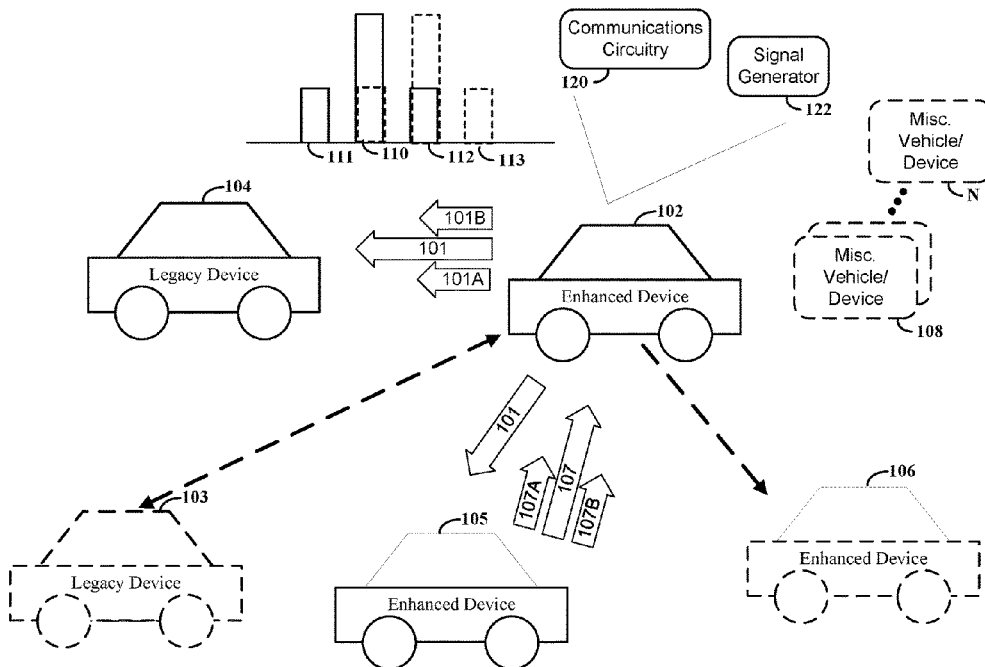 Communications
Circuitry
120
Signal
Generator
122
111
110
112
113
Misc.
Vehicle/
Device
N
104
Legacy Device
101B
101
101A
102
Enhanced Device
Misc.
Vehicle/
Device
108
101
107A
107
107B
103
Legacy Device
105
Enhanced Device
106
Enhanced Device